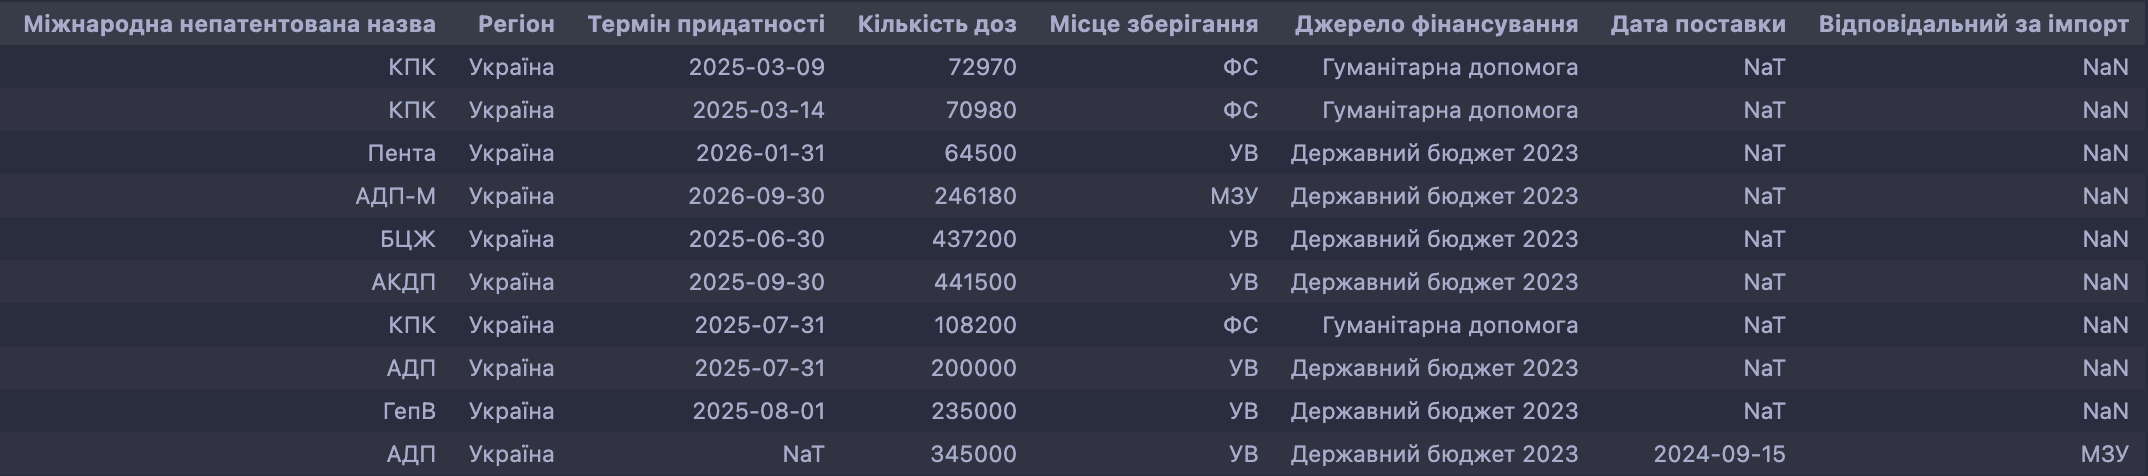 Міжнародна непатентована назва Регіон Термін придатності Кількість доз Місце зберігання Джерело фінансування Дата поставки Відповідальний за імпорт
КПК Україна 2025-03-09 72970 ФС Гуманітарна допомога NaT NaN
КПК Україна 2025-03-14 70980 ФС Гуманітарна допомога NaT NaN
Пента Україна 2026-01-31 64500 УВ Державний бюджет 2023 NaT NaN
АДП-М Україна 2026-09-30 246180 МЗУ Державний бюджет 2023 NaT NaN
БЦЖ Україна 2025-06-30 437200 УВ Державний бюджет 2023 NaT NaN
АКДП Україна 2025-09-30 441500 УВ Державний бюджет 2023 NaT NaN
КПК Україна 2025-07-31 108200 ФС Гуманітарна допомога NaT NaN
АДП Україна 2025-07-31 200000 УВ Державний бюджет 2023 NaT NaN
ГепВ Україна 2025-08-01 235000 УВ Державний бюджет 2023 NaT NaN
АДП Україна NaT 345000 УВ Державний бюджет 2023 2024-09-15 МЗУ